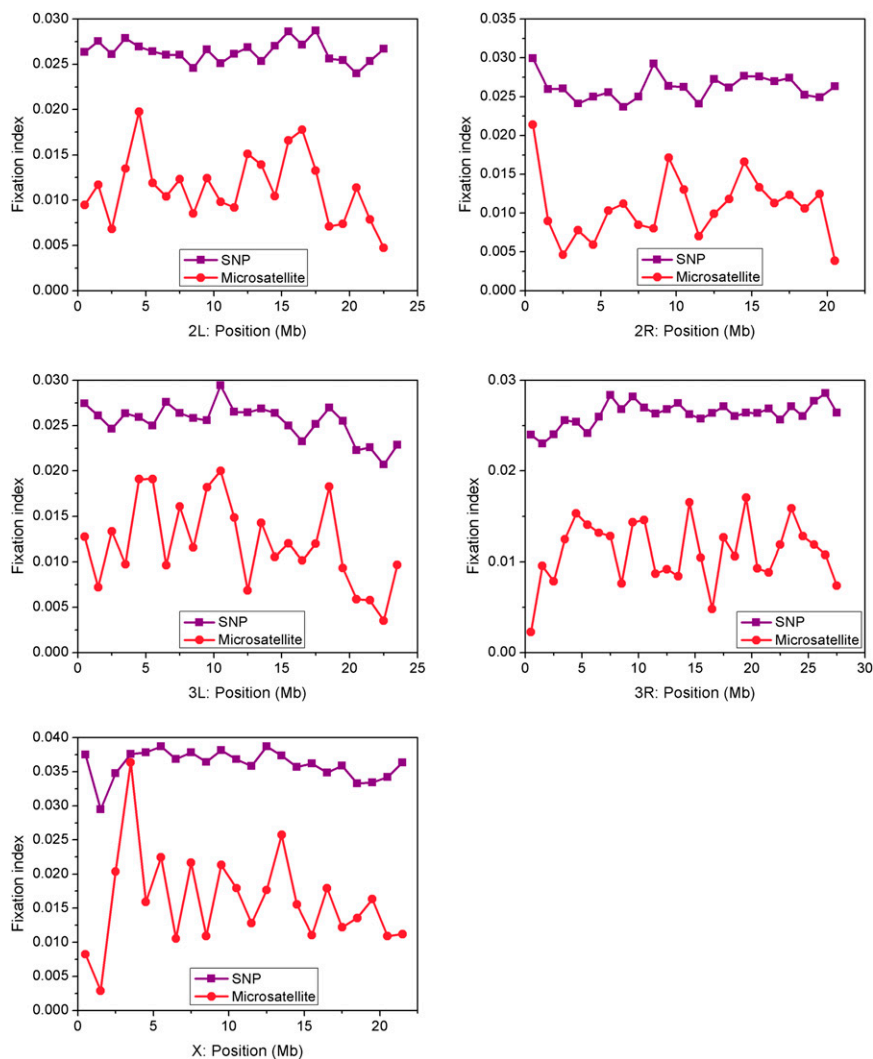 Fixation index
0.030
0.025
0.020
0.015
0.010
0.005
0.000
SNP
Microsatellite
0 5 10 15 20 25
2L: Position (Mb)
Fixation index
0.035
0.030
0.025
0.020
0.015
0.010
0.005
0.000
SNP
Microsatellite
0 5 10 15 20
2R: Position (Mb)
Fixation index
0.030
0.025
0.020
0.015
0.010
0.005
0.000
SNP
Microsatellite
0 5 10 15 20 25
3L: Position (Mb)
Fixation index
0.03
0.02
0.01
0.00
SNP
Microsatellite
0 5 10 15 20 25 30
3R: Position (Mb)
Fixation index
0.040
0.035
0.030
0.025
0.020
0.015
0.010
0.005
0.000
SNP
Microsatellite
0 5 10 15 20
X: Position (Mb)